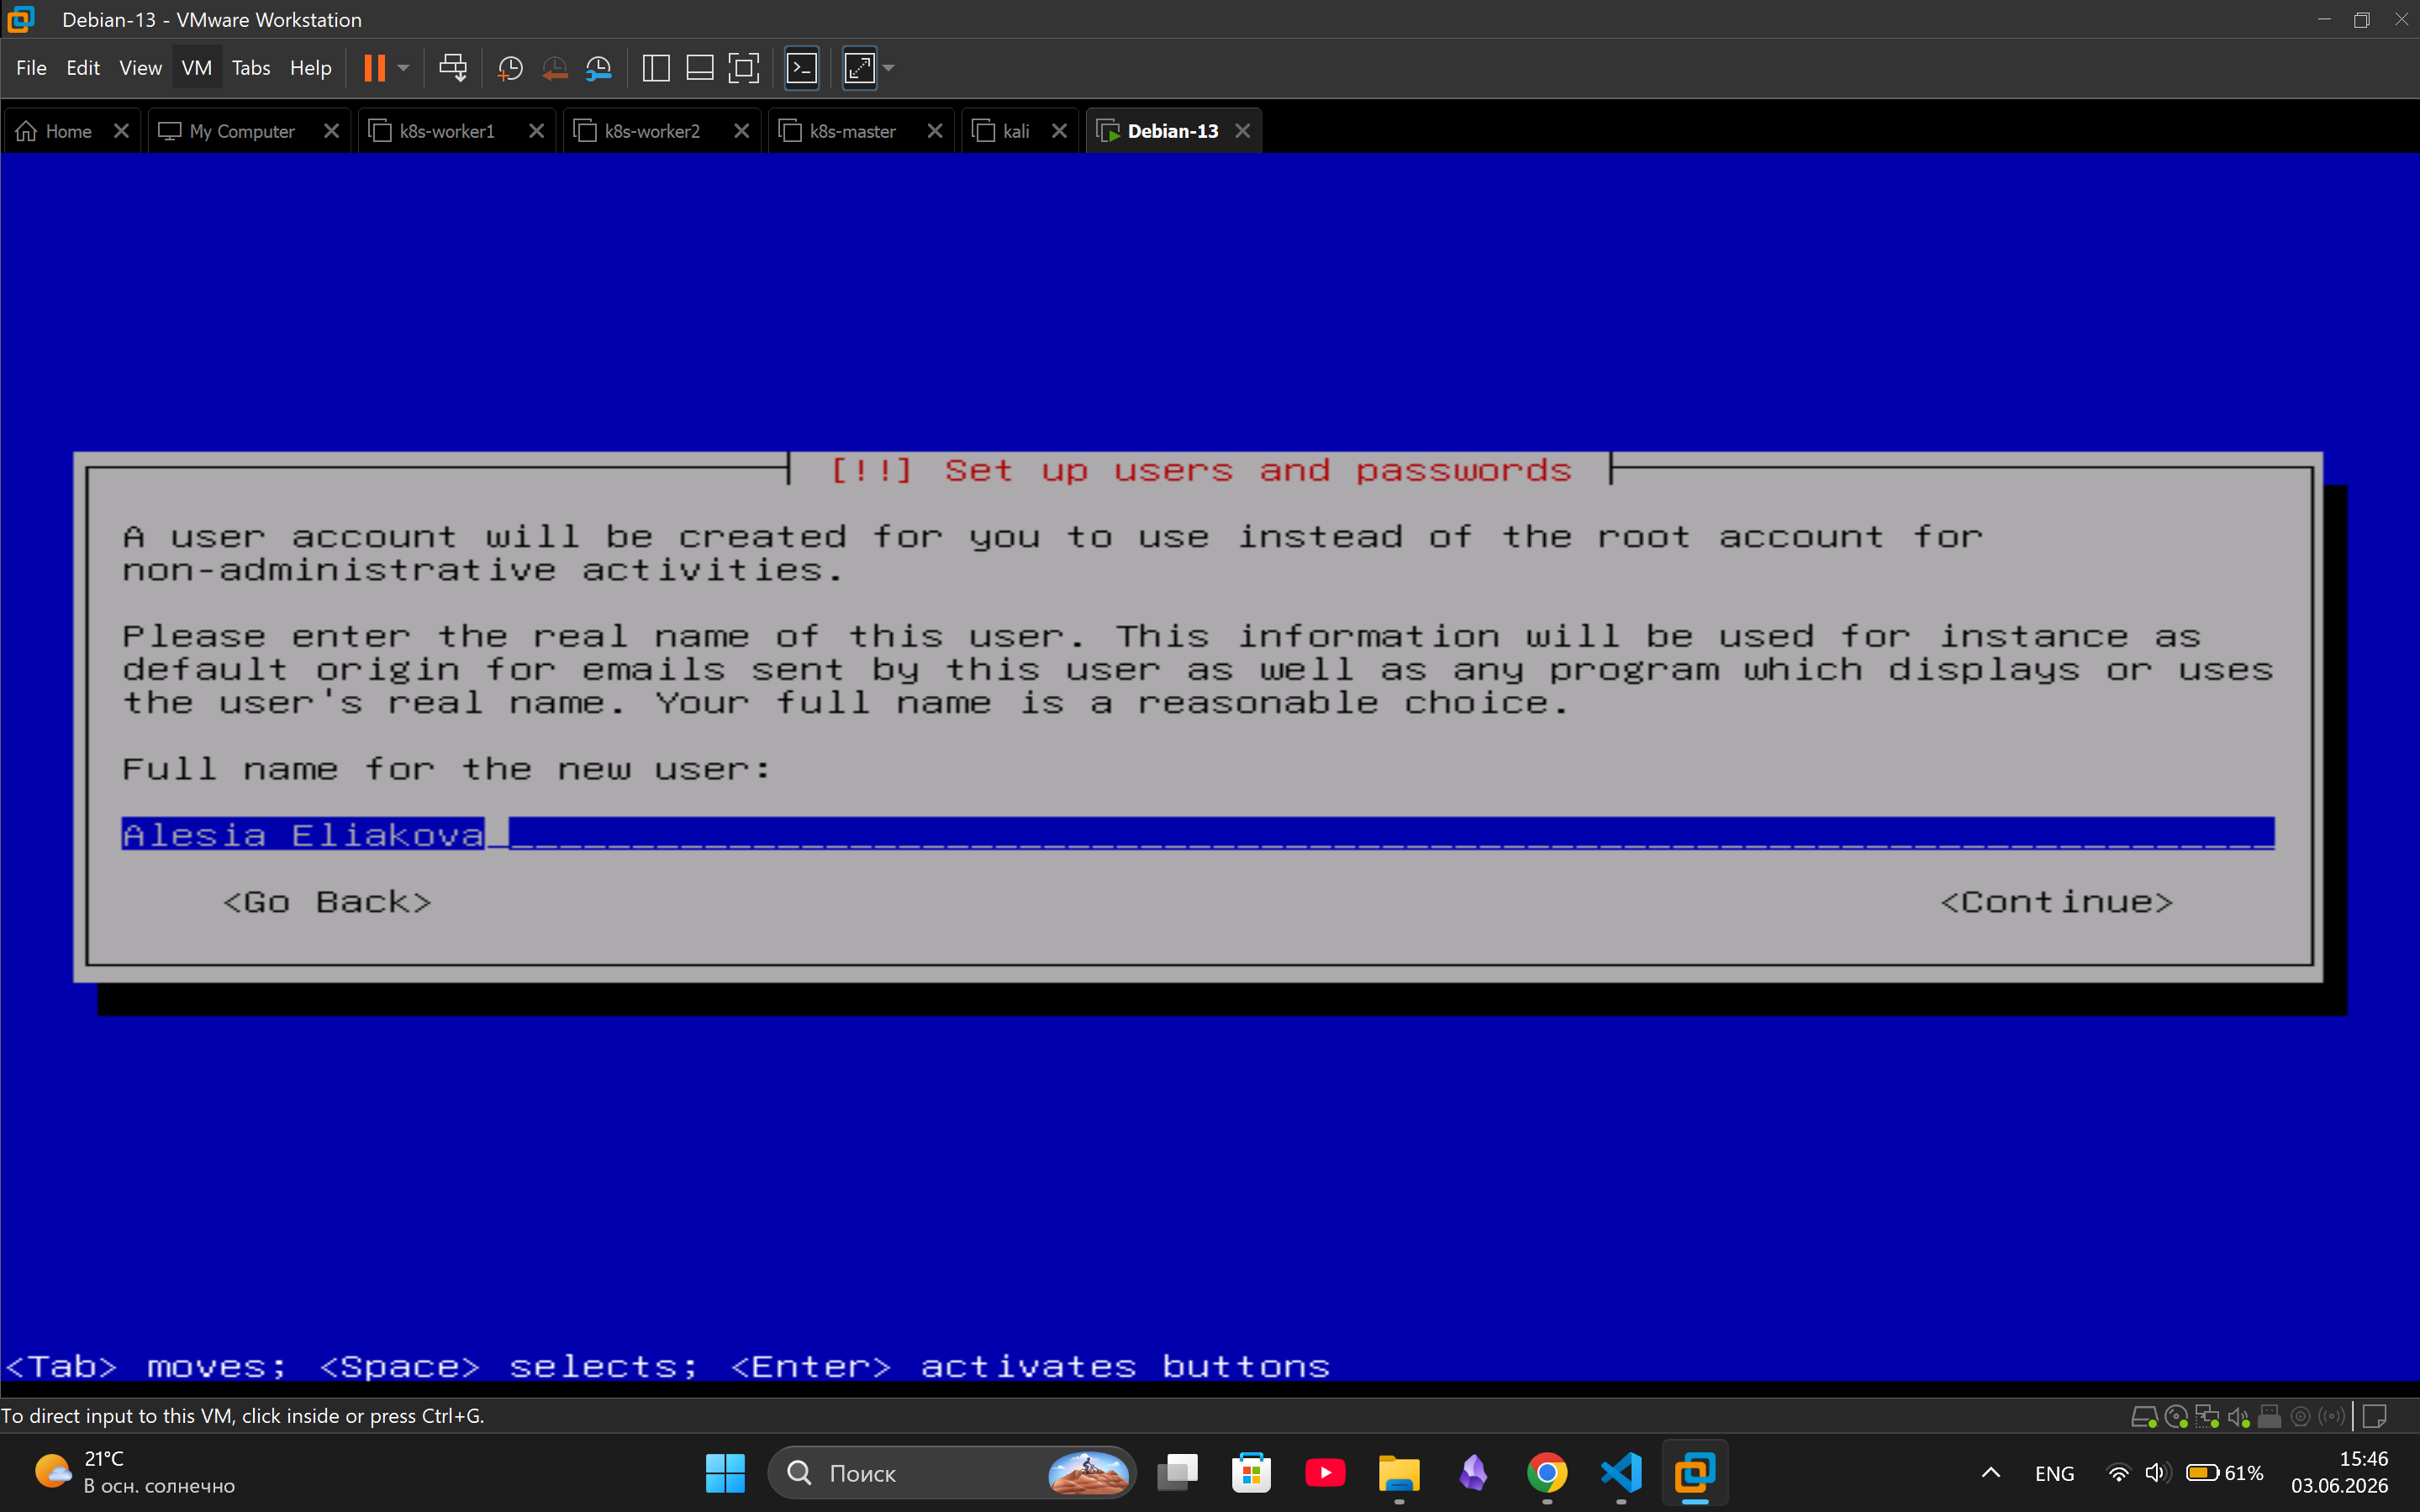 Debian-13 - VMware Workstation
File Edit View VM Tabs Help
Home My Computer k8s-worker1 k8s-worker2 k8s-master kali Debian-13
[!!] Set up users and passwords
A user account will be created for you to use instead of the root account for
non-administrative activities.
Please enter the real name of this user. This information will be used for instance as
default origin for emails sent by this user as well as any program which displays or uses
the user's real name. Your full name is a reasonable choice.
Full name for the new user:
Alesia Eliakova
<Go Back> <Continue>
<Tab> moves; <Space> selects; <Enter> activates buttons
To direct input to this VM, click inside or press Ctrl+G.
21°C
В осн. солнечно
Поиск
ENG
61%
15:46
03.06.2026